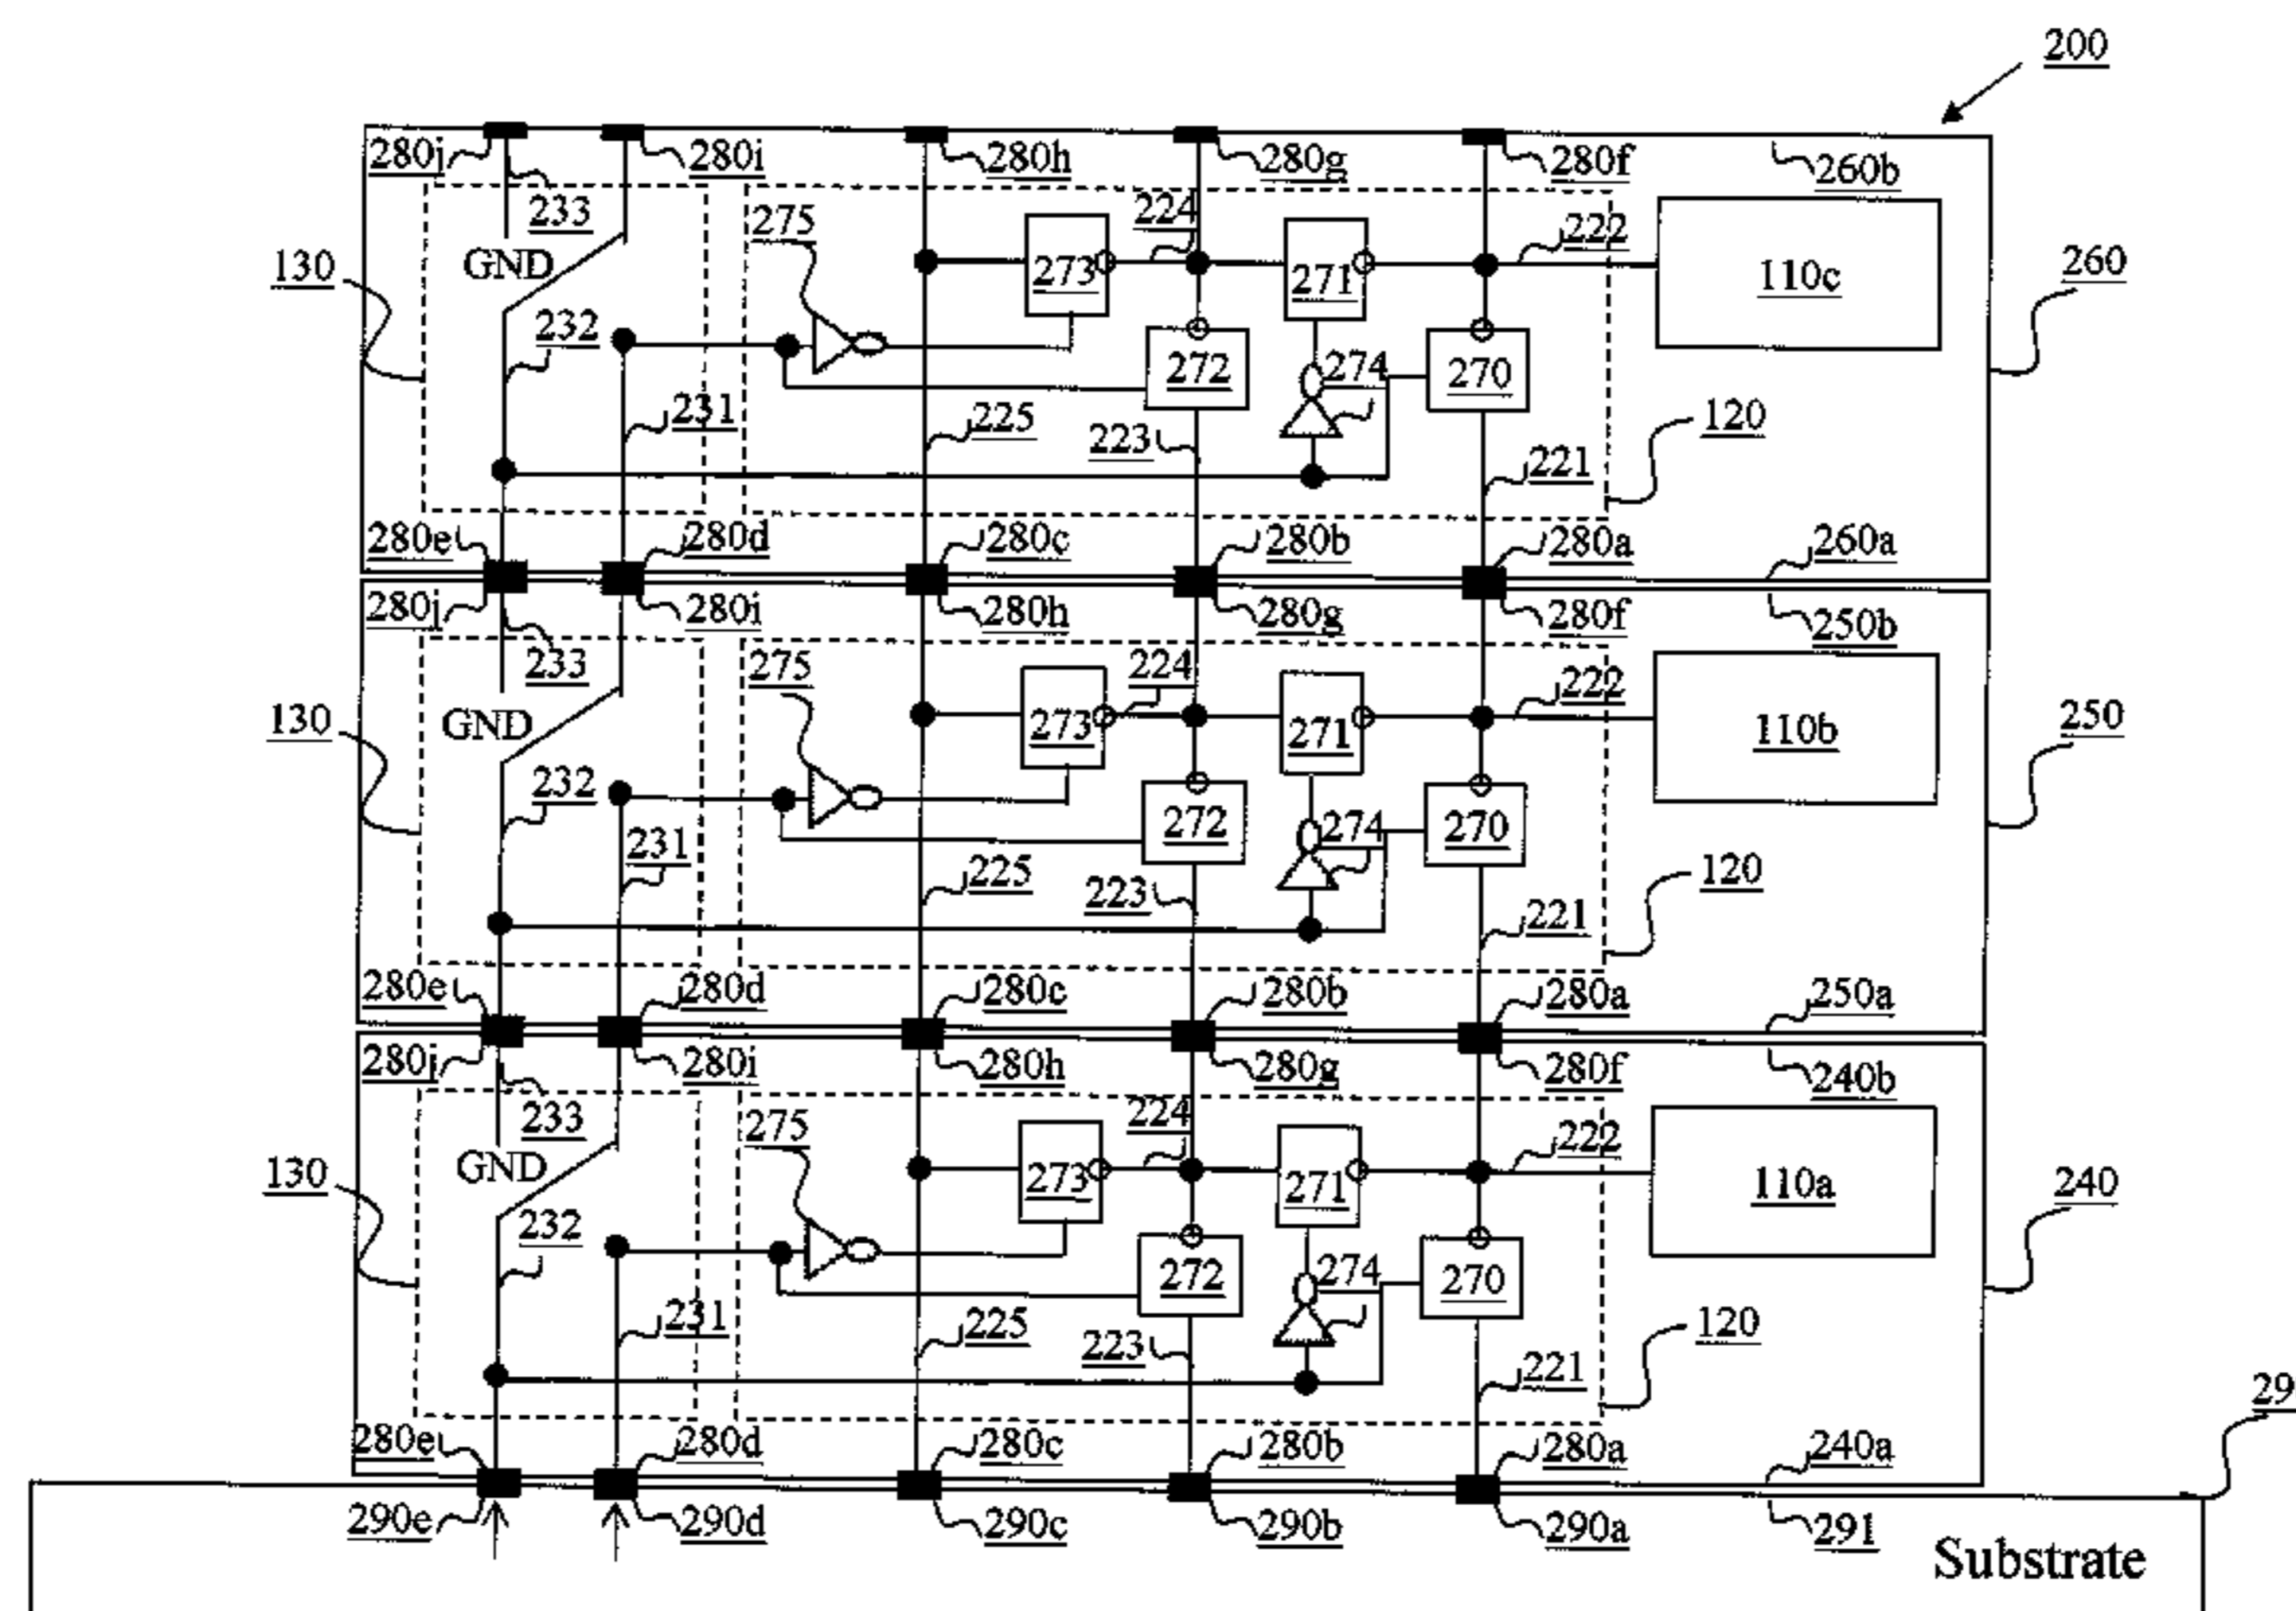 200
280j 280i 280h 280g 280f 260b
233 275 224 222
130 GND 273 271 110c 260
232 272 274 270
231 225 223 221 120
280e 280d 280c 280b 280a 260a
280j 280i 280h 280g 280f 250b
233 275 224 222
130 GND 273 271 110b 250
232 272 274 270
231 225 223 221 120
280e 280d 280c 280b 280a 250a
280j 280i 280h 280g 280f 240b
233 275 224 222
130 GND 273 271 110a 240
232 272 274 270
231 225 223 221 120
280e 280d 280c 280b 280a 240a
290e 290d 290c 290b 290a 291
Substrate